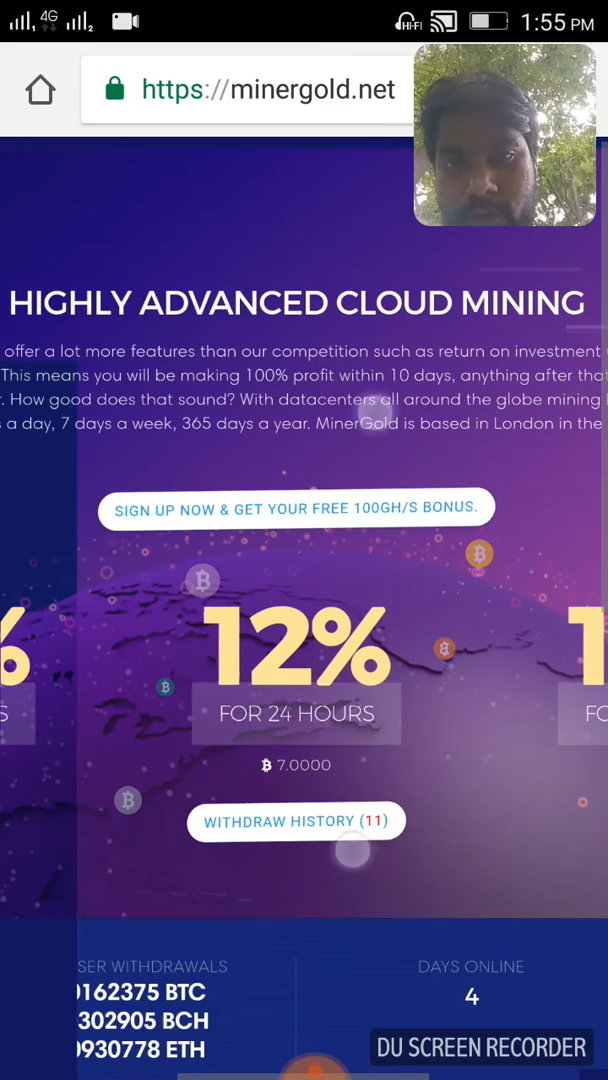 4G
HI-FI
1:55 PM
https://minergold.net
HIGHLY ADVANCED CLOUD MINING
offer a lot more features than our competition such as return on investment
This means you will be making 100% profit within 10 days, anything after that
. How good does that sound? With datacenters all around the globe mining
a day, 7 days a week, 365 days a year. MinerGold is based in London in the
SIGN UP NOW & GET YOUR FREE 100GH/S BONUS.
% 12% 1
S FOR 24 HOURS FO
₿ 7.0000
WITHDRAW HISTORY (11)
SER WITHDRAWALS
0162375 BTC
302905 BCH
0930778 ETH
DAYS ONLINE
4
DU SCREEN RECORDER